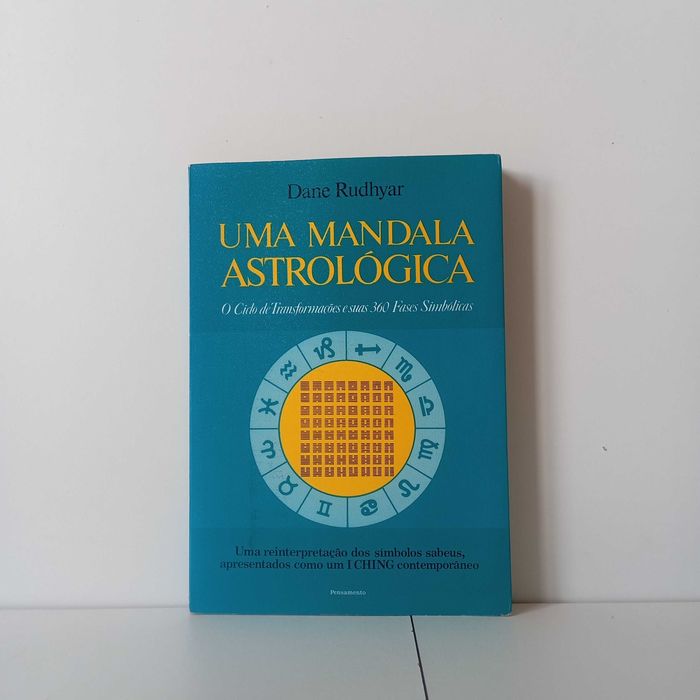 Dane Rudhyar
UMA MANDALA
ASTROLÓGICA
O Ciclo de Transformações e suas 360 Fases Simbólicas
Uma reinterpretação dos símbolos sabeus,
apresentados como um I CHING contemporâneo
Pensamento